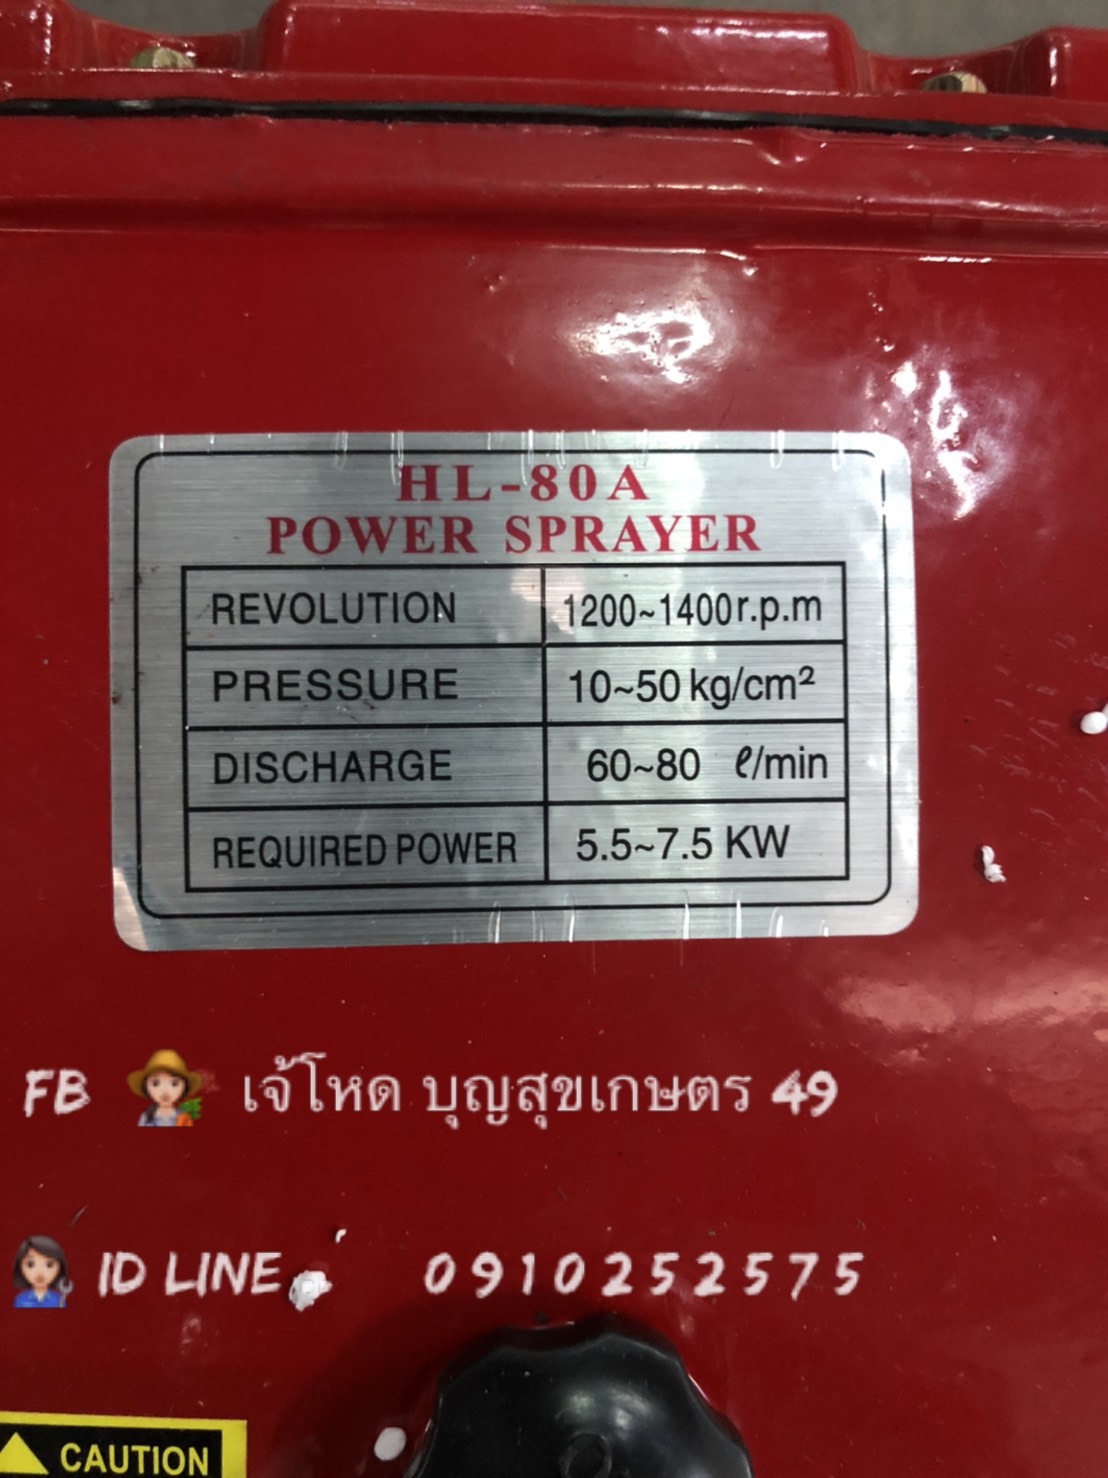 HL-80A
POWER SPRAYER
REVOLUTION 1200~1400r.p.m
PRESSURE 10~50 kg/cm²
DISCHARGE 60~80 ℓ/min
REQUIRED POWER 5.5~7.5 KW
FB 👩‍🌾 เจ้โหด บุญสุขเกษตร 49
👩‍🔧 ID LINE 0910252575
CAUTION